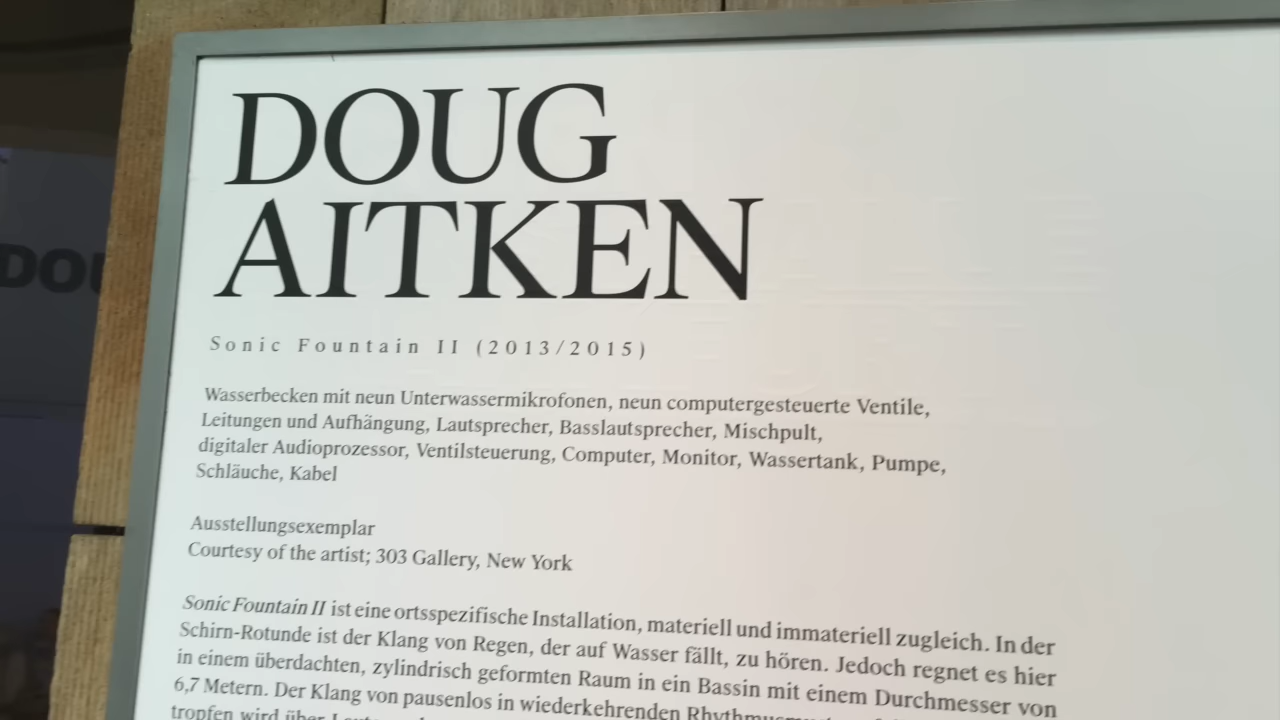 DOUG
AITKEN
Sonic Fountain II (2013/2015)
Wasserbecken mit neun Unterwassermikrofonen, neun computergesteuerte Ventile,
Leitungen und Aufhängung, Lautsprecher, Basslautsprecher, Mischpult,
digitaler Audioprozessor, Ventilsteuerung, Computer, Monitor, Wassertank, Pumpe,
Schläuche, Kabel
Ausstellungsexemplar
Courtesy of the artist; 303 Gallery, New York
Sonic Fountain II ist eine ortsspezifische Installation, materiell und immateriell zugleich. In der
Schirn-Rotunde ist der Klang von Regen, der auf Wasser fällt, zu hören. Jedoch regnet es hier
in einem überdachten, zylindrisch geformten Raum in ein Bassin mit einem Durchmesser von
6,7 Metern. Der Klang von pausenlos in wiederkehrenden
tropfen wird über
DOU